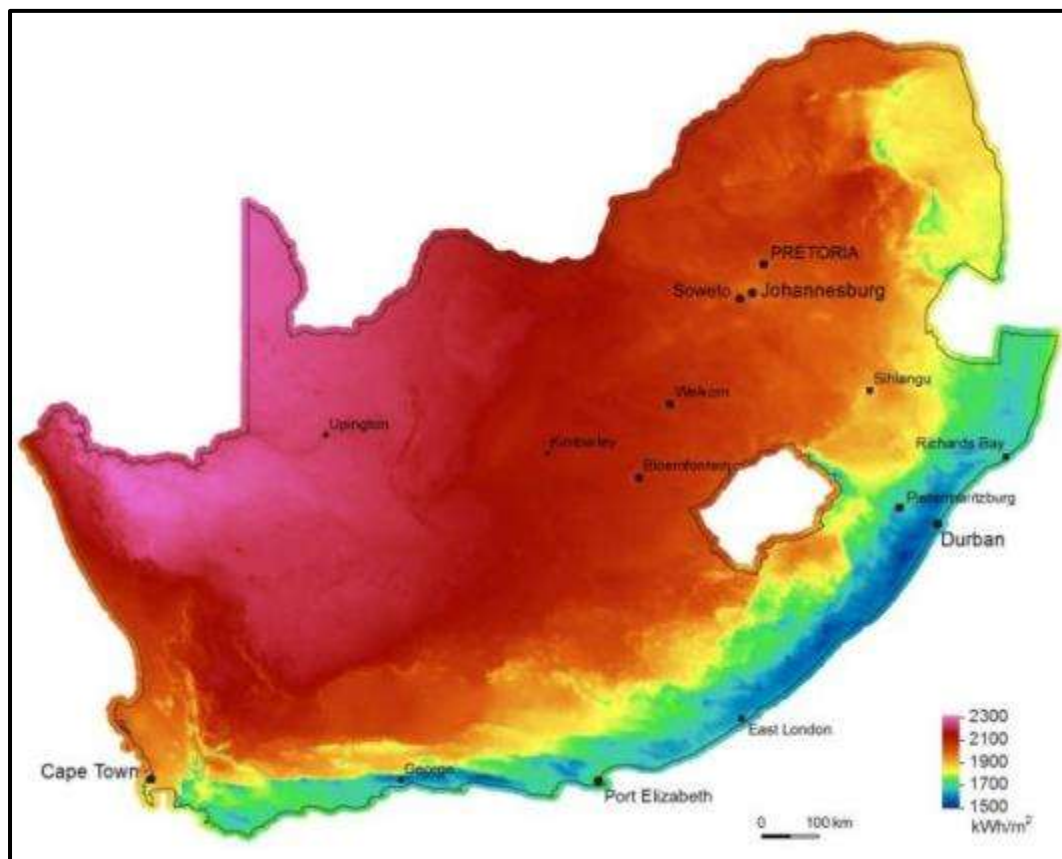 PRETORIA
Soweto
Johannesburg
Welkom
Sihlangu
Upington
Kimberley
Richards Bay
Bloemfontein
Pietermaritzburg
Durban
East London
Cape Town
George
Port Elizabeth
2300
2100
1900
1700
1500
kWh/m²
0 100 km